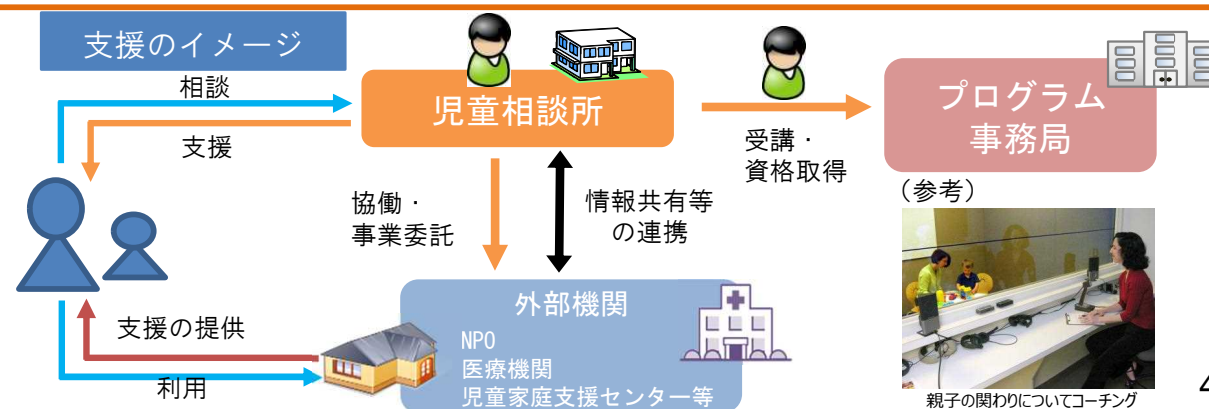 支援のイメージ
相談
支援
児童相談所
受講・
資格取得
プログラム
事務局
(参考)
協働・
事業委託
情報共有等
の連携
外部機関
NPO
医療機関
児童家庭支援センター等
支援の提供
利用
親子の関わりについてコーチング